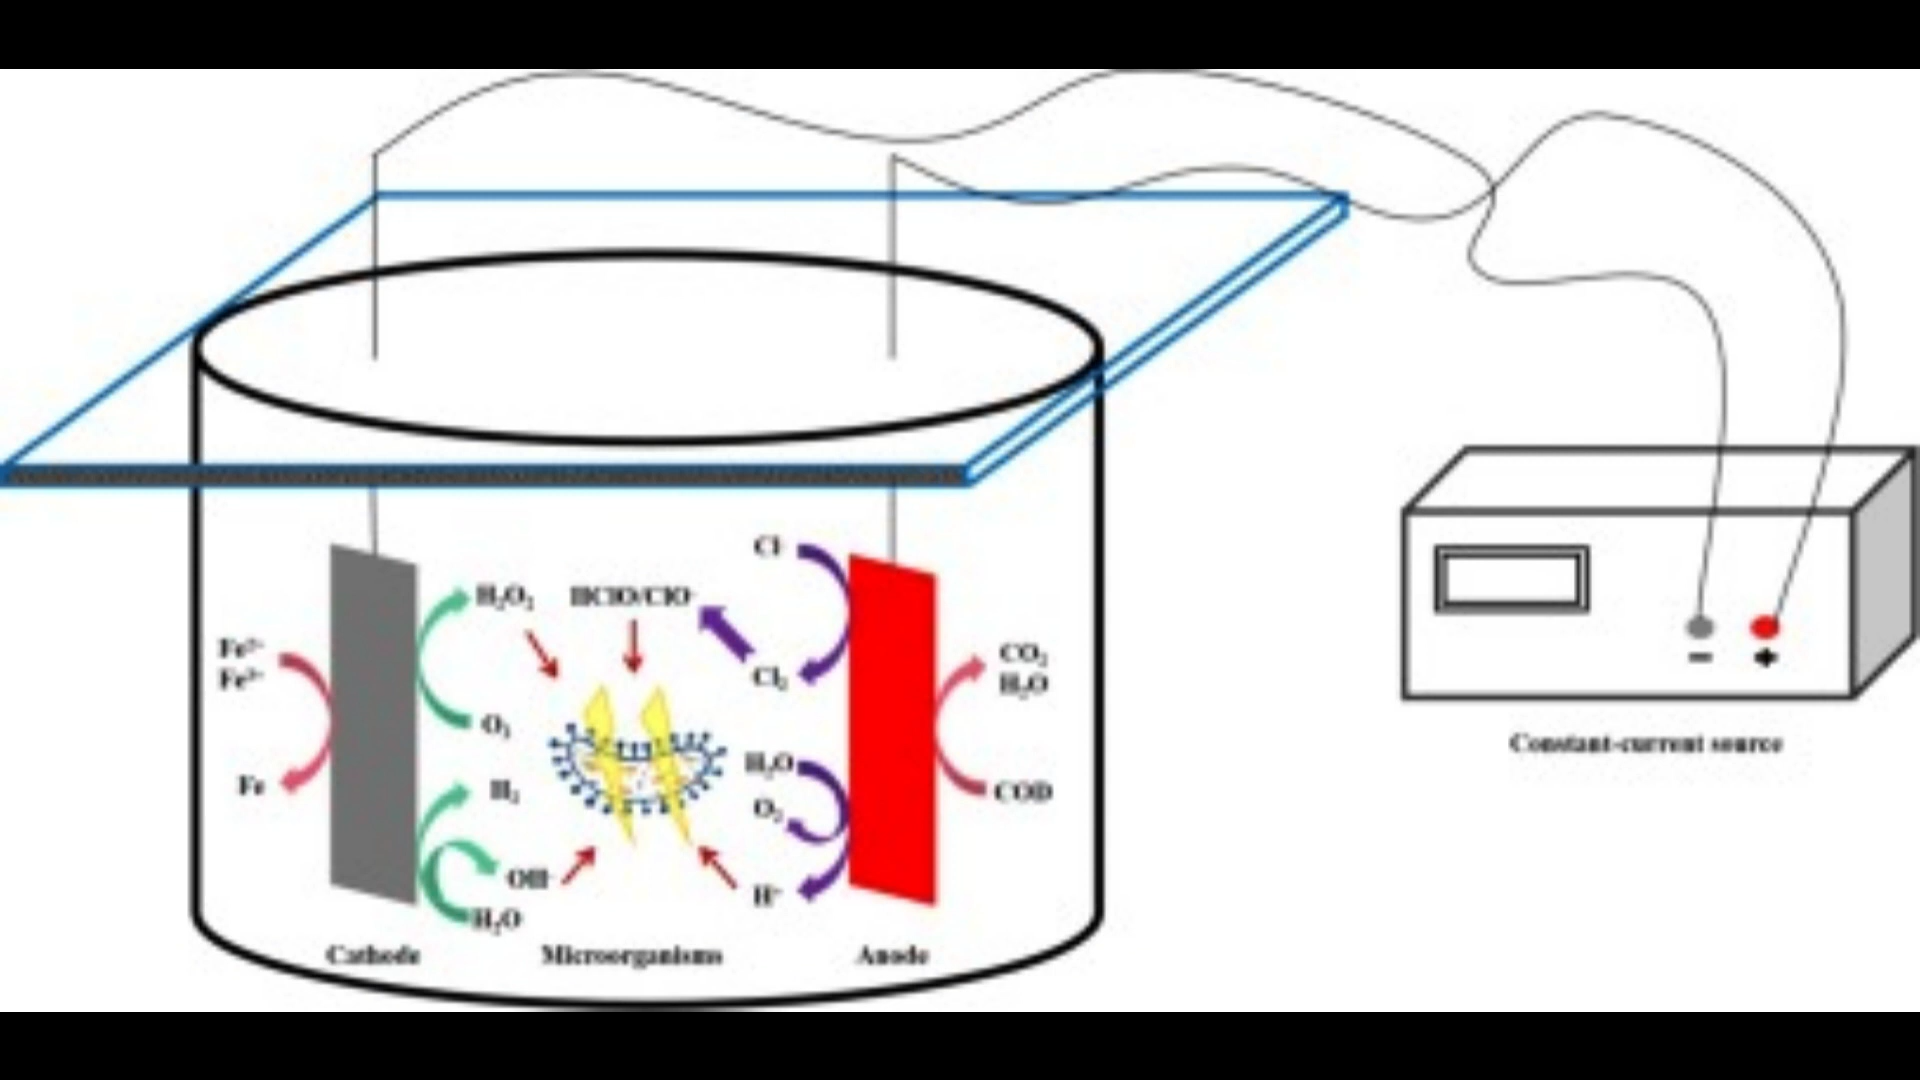 Cl⁻
H₂O₂
HClO/ClO⁻
Fe²⁺
Fe³⁺
CO₂
H₂O
Cl₂
O₂
Fe
H₂
H₂O
O₂
COD
OH⁻
H⁺
H₂O
Cathode
Microorganisms
Anode
− +
Constant-current source